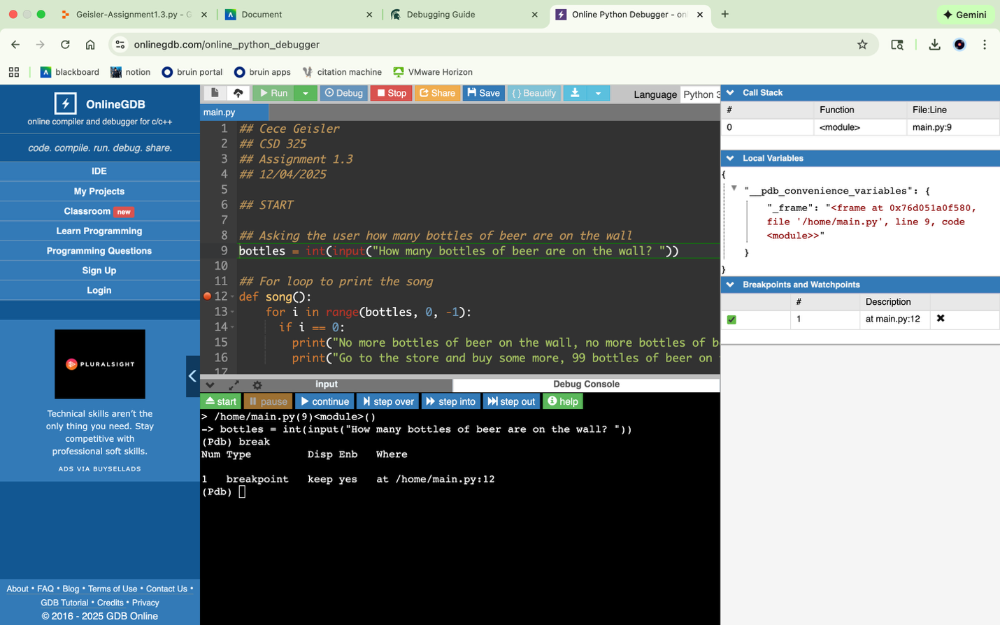 Geisler-Assignment1.3.py - G
Document
Debugging Guide
Online Python Debugger - onl
Gemini
onlinegdb.com/online_python_debugger
blackboard
notion
bruin portal
bruin apps
citation machine
VMware Horizon
OnlineGDB
online compiler and debugger for c/c++
code. compile. run. debug. share.
IDE
My Projects
Classroom new
Learn Programming
Programming Questions
Sign Up
Login
PLURALSIGHT
Technical skills aren't the
only thing you need. Stay
competitive with
professional soft skills.
ADS VIA BUYSELLADS
About • FAQ • Blog • Terms of Use • Contact Us •
GDB Tutorial • Credits • Privacy
© 2016 - 2025 GDB Online
Run Debug Stop Share Save {} Beautify Language Python 3
main.py
1 ## Cece Geisler
2 ## CSD 325
3 ## Assignment 1.3
4 ## 12/04/2025
5
6 ## START
7
8 ## Asking the user how many bottles of beer are on the wall
9 bottles = int(input("How many bottles of beer are on the wall? "))
10
11 ## For loop to print the song
12 def song():
13 for i in range(bottles, 0, -1):
14 if i == 0:
15 print("No more bottles of beer on the wall, no more bottles of b
16 print("Go to the store and buy some more, 99 bottles of beer on
17
input Debug Console
start pause continue step over step into step out help
> /home/main.py(9)<module>()
-> bottles = int(input("How many bottles of beer are on the wall? "))
(Pdb) break
Num Type Disp Enb Where
1 breakpoint keep yes at /home/main.py:12
(Pdb)
Call Stack
# Function File:Line
0 <module> main.py:9
Local Variables
{
"__pdb_convenience_variables": {
"_frame": "<frame at 0x76d051a0f580,
file '/home/main.py', line 9, code
<module>>"
}
}
Breakpoints and Watchpoints
# Description
1 at main.py:12